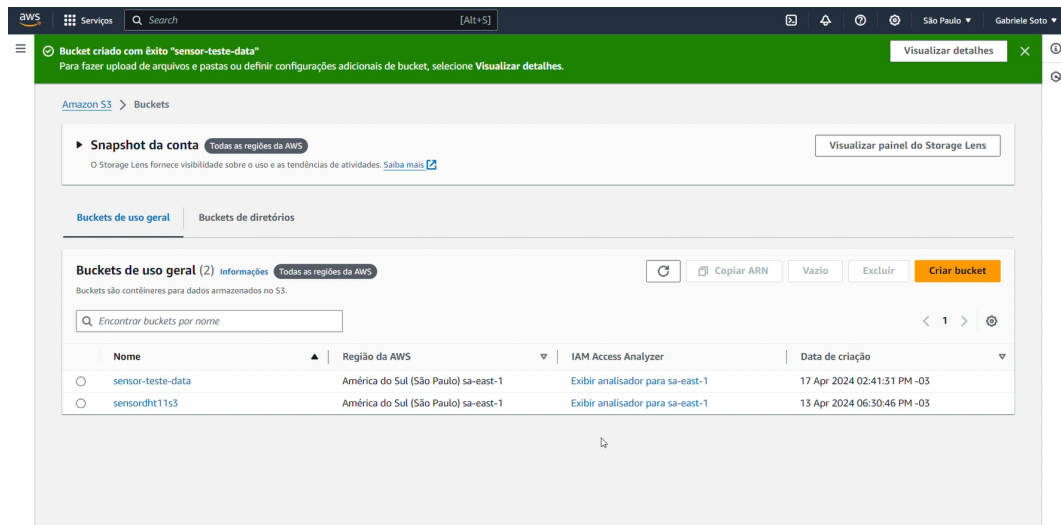 aws Serviços Search [Alt+S] São Paulo Gabriele Soto
Bucket criado com êxito "sensor-teste-data"
Para fazer upload de arquivos e pastas ou definir configurações adicionais de bucket, selecione Visualizar detalhes.
Visualizar detalhes
Amazon S3 > Buckets
Snapshot da conta Todas as regiões da AWS
O Storage Lens fornece visibilidade sobre o uso e as tendências de atividades. Saiba mais
Visualizar painel do Storage Lens
Buckets de uso geral Buckets de diretórios
Buckets de uso geral (2) Informações Todas as regiões da AWS
Buckets são contêineres para dados armazenados no S3.
Copiar ARN Vazio Excluir Criar bucket
Encontrar buckets por nome
< 1 >
Nome Região da AWS IAM Access Analyzer Data de criação
sensor-teste-data América do Sul (São Paulo) sa-east-1 Exibir analisador para sa-east-1 17 Apr 2024 02:41:31 PM -03
sensordht11s3 América do Sul (São Paulo) sa-east-1 Exibir analisador para sa-east-1 13 Apr 2024 06:30:46 PM -03